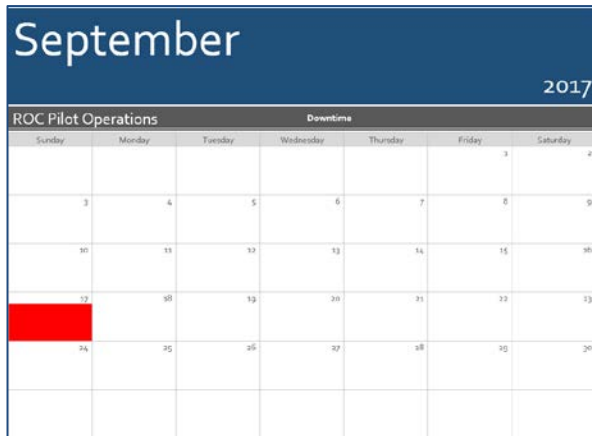 September
2017
ROC Pilot Operations Downtime
Sunday Monday Tuesday Wednesday Thursday Friday Saturday
1 2
3 4 5 6 7 8 9
10 11 12 13 14 15 16
17 18 19 20 21 22 23
24 25 26 27 28 29 30